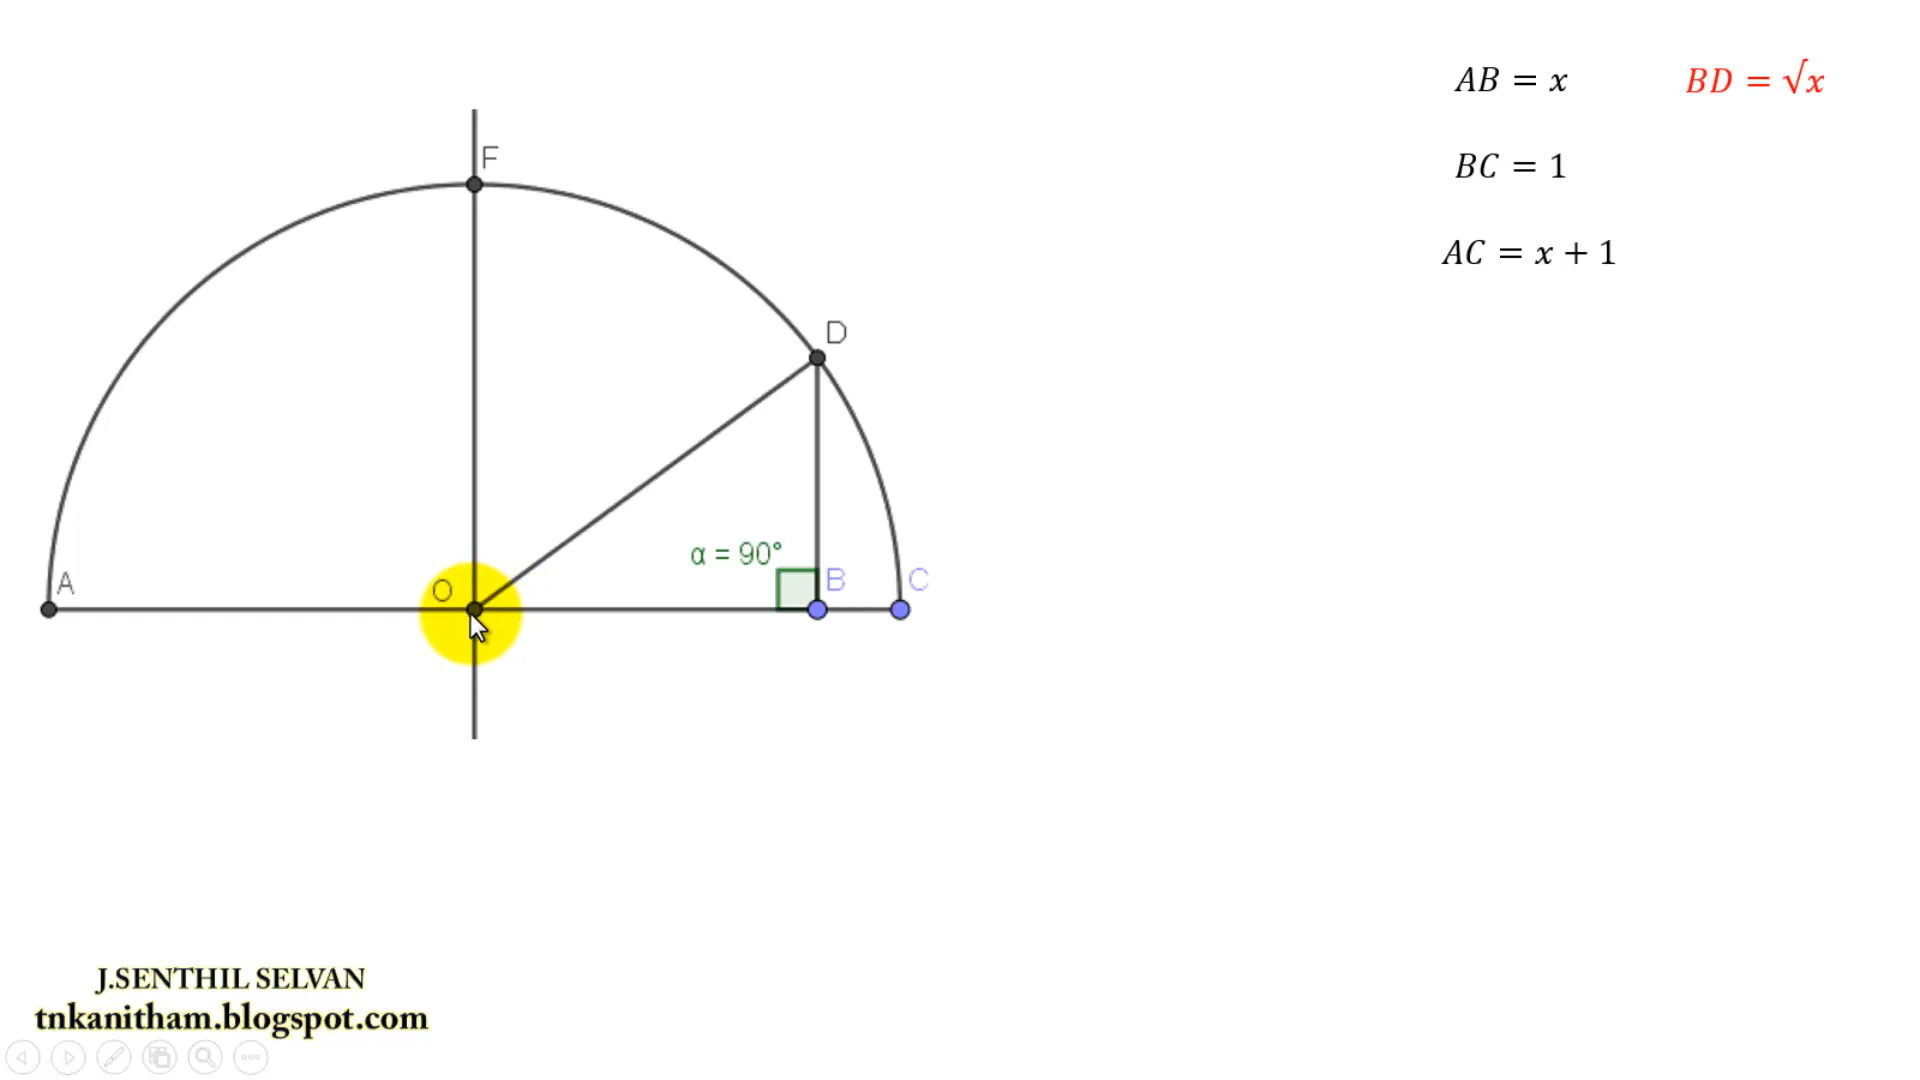 AB = x
BD = √x
BC = 1
AC = x + 1
F
D
α = 90°
A
O
B
C
J.SENTHIL SELVAN
tnkanitham.blogspot.com